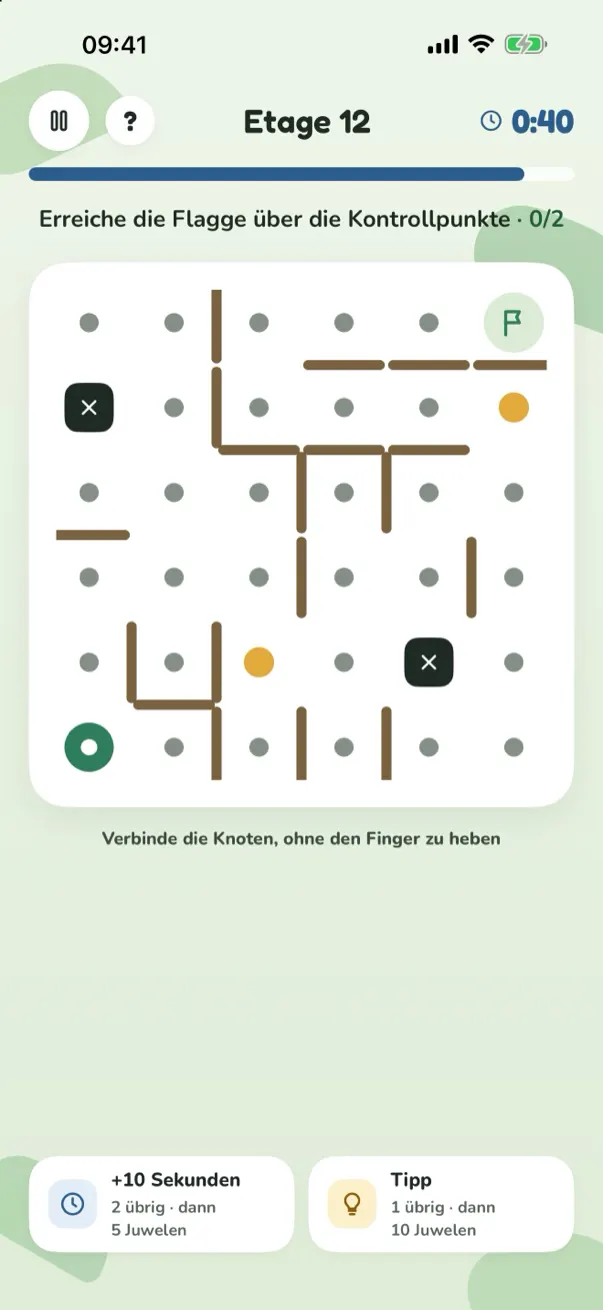 09:41
?
Etage 12
0:40
Erreiche die Flagge über die Kontrollpunkte · 0/2
Verbinde die Knoten, ohne den Finger zu heben
+10 Sekunden
2 übrig · dann
5 Juwelen
Tipp
1 übrig · dann
10 Juwelen